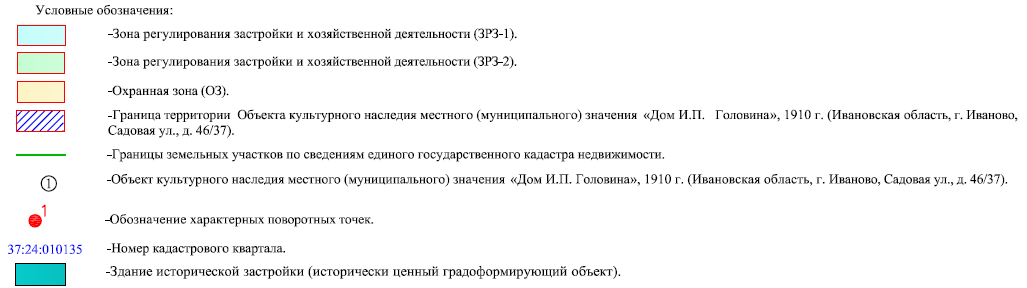 Условные обозначения:
-Зона регулирования застройки и хозяйственной деятельности (ЗРЗ-1).
-Зона регулирования застройки и хозяйственной деятельности (ЗРЗ-2).
-Охранная зона (ОЗ).
-Граница территории Объекта культурного наследия местного (муниципального) значения «Дом И.П. Головина», 1910 г. (Ивановская область, г. Иваново,
Садовая ул., д. 46/37).
-Границы земельных участков по сведениям единого государственного кадастра недвижимости.
1 -Объект культурного наследия местного (муниципального) значения «Дом И.П. Головина», 1910 г. (Ивановская область, г. Иваново, Садовая ул., д. 46/37).
1 -Обозначение характерных поворотных точек.
37:24:010135 -Номер кадастрового квартала.
-Здание исторической застройки (исторически ценный градоформирующий объект).